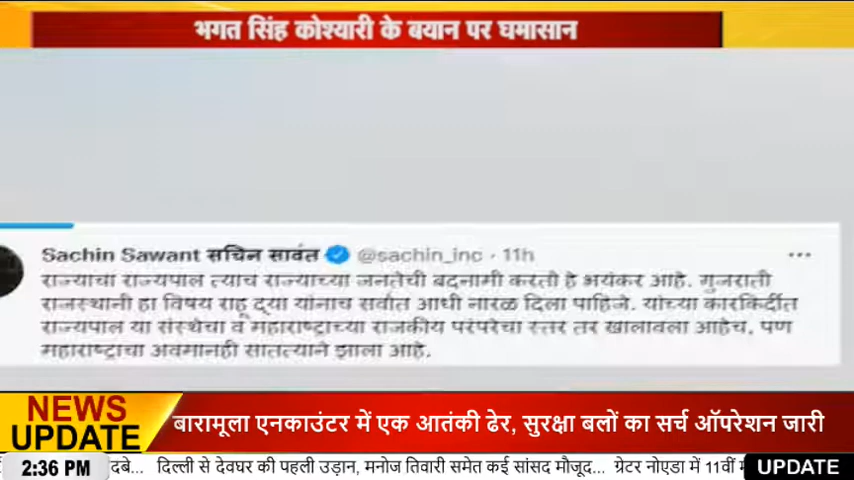 भगत सिंह कोश्यारी के बयान पर घमासान
Sachin Sawant सचिन सावंत @sachin_inc · 11h
राज्याचा राज्यपाल त्याच राज्याच्या जनतेची बदनामी करतो हे भयंकर आहे. गुजराती
राजस्थानी हा विषय राहू द्या यांनाच सर्वात आधी नारळ दिला पाहिजे. यांच्या कारकिर्दीत
राज्यपाल या संस्थेचा व महाराष्ट्राच्या राजकीय परंपरेचा स्तर तर खालावला आहेच, पण
महाराष्ट्राचा अवमानही सातत्याने झाला आहे.
NEWS
UPDATE
बारामूला एनकाउंटर में एक आतंकी ढेर, सुरक्षा बलों का सर्च ऑपरेशन जारी
2:36 PM
दबे... दिल्ली से देवघर की पहली उड़ान, मनोज तिवारी समेत कई सांसद मौजूद... ग्रेटर नोएडा में 11वीं
UPDATE